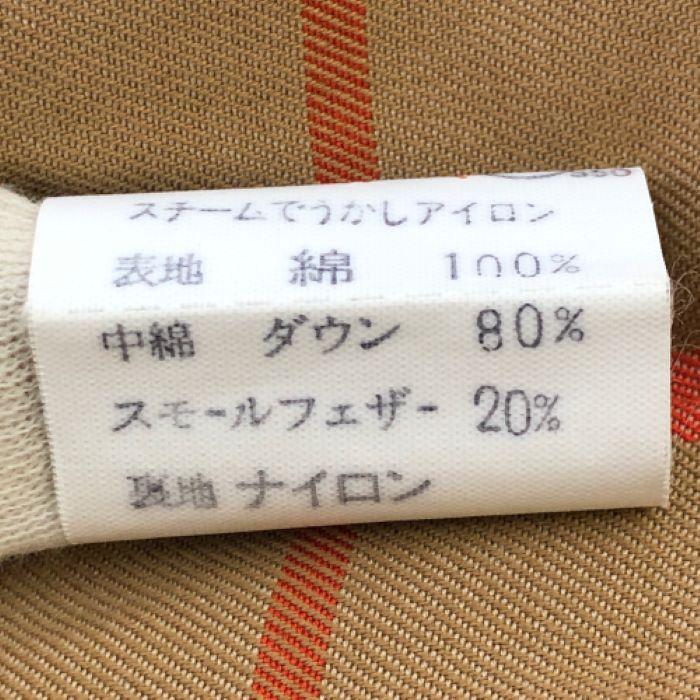 スチームでうかしアイロン
表地 綿 100%
中綿 ダウン 80%
スモールフェザー 20%
裏地 ナイロン